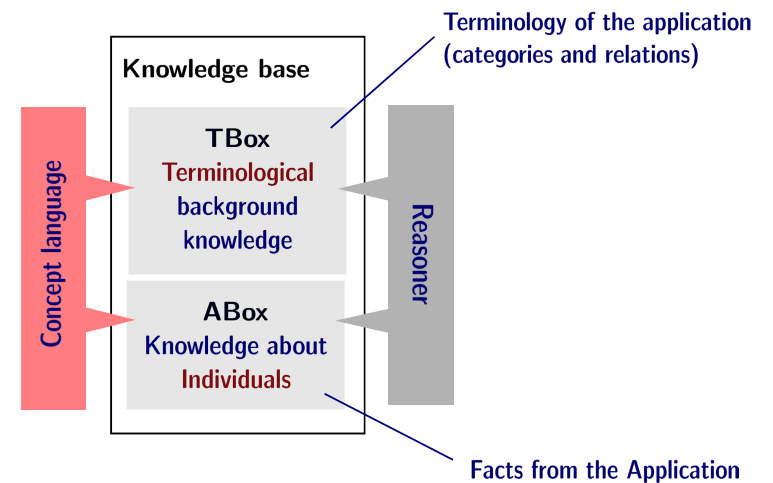 Terminology of the application
(categories and relations)
Knowledge base
TBox
Terminological
background
knowledge
ABox
Knowledge about
Individuals
Concept language
Reasoner
Facts from the Application